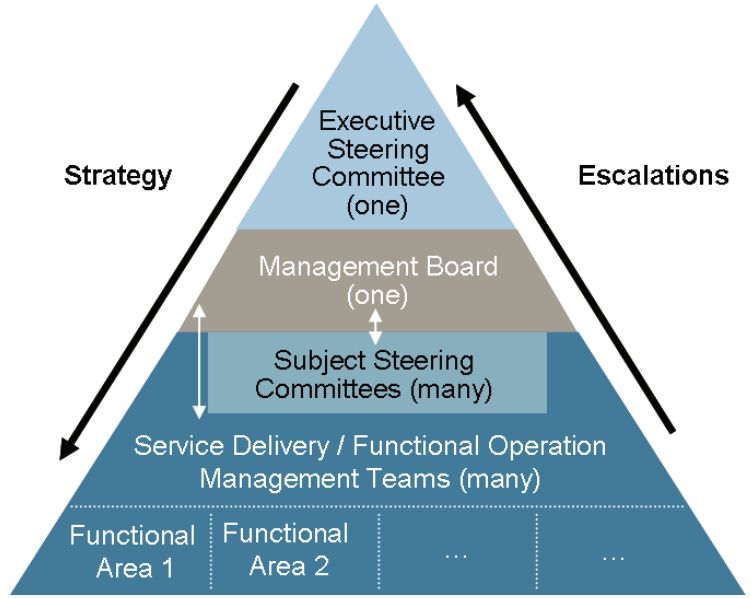 Executive
Steering
Committee
(one)
Strategy
Escalations
Management Board
(one)
Subject Steering
Committees (many)
Service Delivery / Functional Operation
Management Teams (many)
Functional
Area 1
Functional
Area 2
...
...